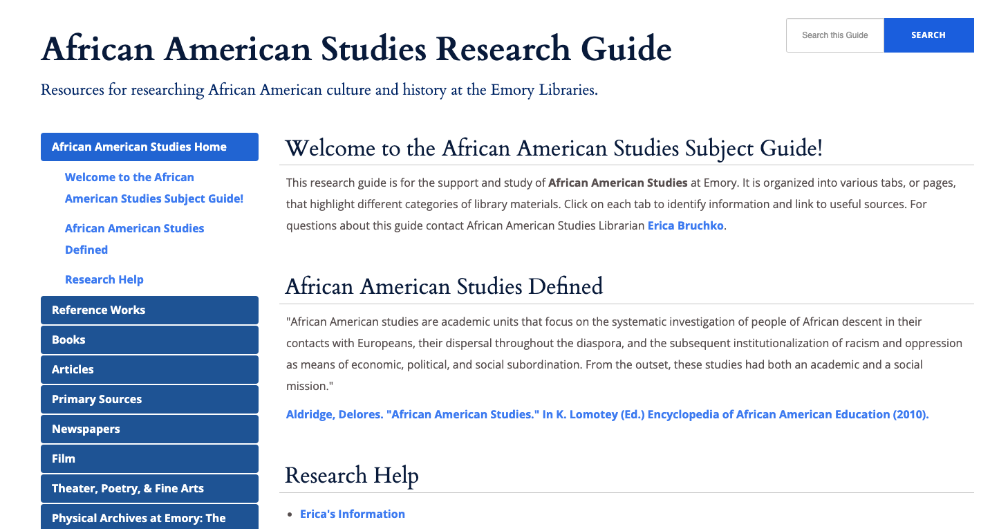 African American Studies Research Guide
Search this Guide
SEARCH
Resources for researching African American culture and history at the Emory Libraries.
African American Studies Home
Welcome to the African
American Studies Subject Guide!
African American Studies
Defined
Research Help
Reference Works
Books
Articles
Primary Sources
Newspapers
Film
Theater, Poetry, & Fine Arts
Physical Archives at Emory: The
Welcome to the African American Studies Subject Guide!
This research guide is for the support and study of African American Studies at Emory. It is organized into various tabs, or pages,
that highlight different categories of library materials. Click on each tab to identify information and link to useful sources. For
questions about this guide contact African American Studies Librarian Erica Bruchko.
African American Studies Defined
"African American studies are academic units that focus on the systematic investigation of people of African descent in their
contacts with Europeans, their dispersal throughout the diaspora, and the subsequent institutionalization of racism and oppression
as means of economic, political, and social subordination. From the outset, these studies had both an academic and a social
mission."
Aldridge, Delores. "African American Studies." In K. Lomotey (Ed.) Encyclopedia of African American Education (2010).
Research Help
• Erica's Information